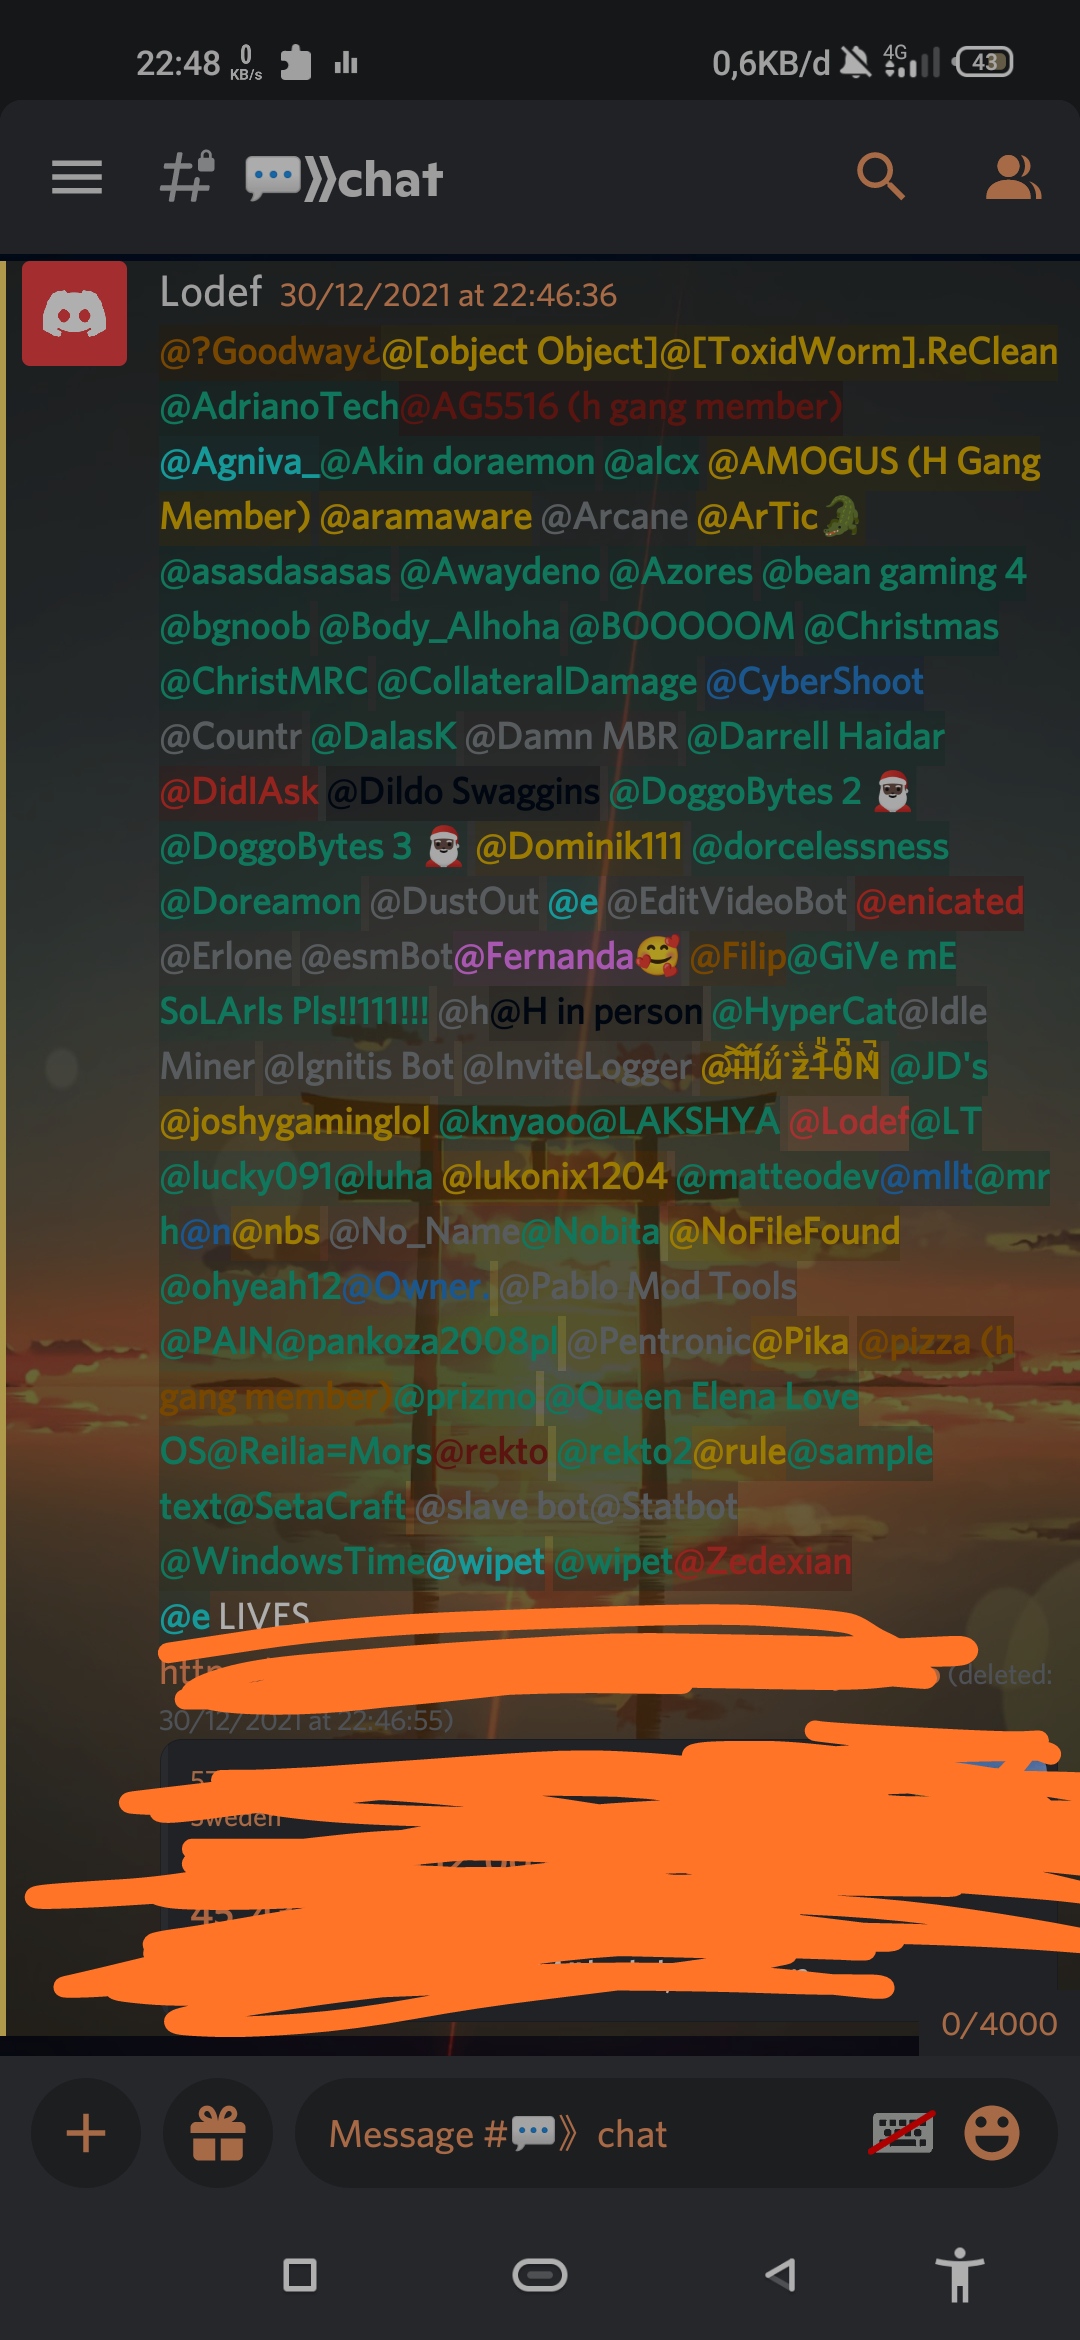 22:48 0 KB/s 0,6KB/d 4G 43
💬》chat
Lodef 30/12/2021 at 22:46:36
@?Goodway¿@[object Object]@[ToxidWorm].ReClean
@AdrianoTech@AG5516 (h gang member)
@Agniva_@Akin doraemon @alcx @AMOGUS (H Gang
Member) @aramaware @Arcane @ArTic🐊
@asasdasasas @Awaydeno @Azores @bean gaming 4
@bgnoob @Body_Alhoha @BOOOOOM @Christmas
@ChristMRC @CollateralDamage @CyberShoot
@Countr @DalasK @Damn MBR @Darrell Haidar
@DidIAsk @Dildo Swaggins @DoggoBytes 2 🎅🏿
@DoggoBytes 3 🎅🏿 @Dominik111 @dorcelessness
@Doreamon @DustOut @e @EditVideoBot @enicated
@Erlone @esmBot@Fernanda🥰 @Filip@GiVe mE
SoLArIs Pls!!111!!! @h@H in person @HyperCat@Idle
Miner @Ignitis Bot @InviteLogger @JD's
@joshygaminglol @knyaoo@LAKSHYA @Lodef@LT
@lucky091@luha @lukonix1204 @matteodev@mllt@mr
h@n@nbs @No_Name@Nobita @NoFileFound
@ohyeah12@Owner. @Pablo Mod Tools
@PAIN@pankoza2008pl @Pentronic@Pika @pizza (h
gang member)@prizmo @Queen Elena Love
OS@Reilia=Mors@rekto @rekto2@rule@sample
text@SetaCraft @slave bot@Statbot
@WindowsTime@wipet @wipet@Zedexian
@e LIVES
(deleted:
30/12/2021 at 22:46:55)
Sweden
0/4000
Message #💬》 chat